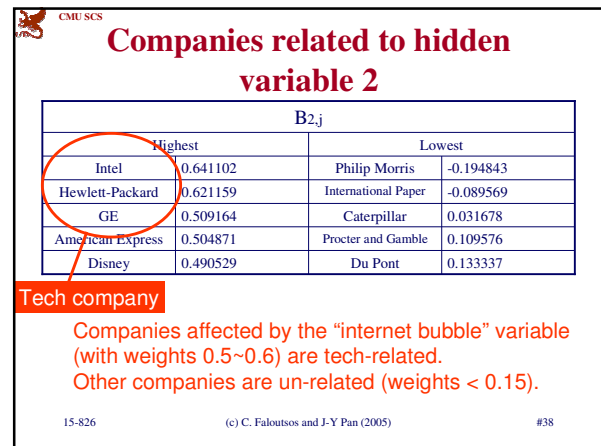 CMU SCS
Companies related to hidden
variable 2
B2,j
Highest Lowest
Intel 0.641102 Philip Morris -0.194843
Hewlett-Packard 0.621159 International Paper -0.089569
GE 0.509164 Caterpillar 0.031678
American Express 0.504871 Procter and Gamble 0.109576
Disney 0.490529 Du Pont 0.133337
Tech company
Companies affected by the “internet bubble” variable
(with weights 0.5~0.6) are tech-related.
Other companies are un-related (weights < 0.15).
15-826 (c) C. Faloutsos and J-Y Pan (2005) #38